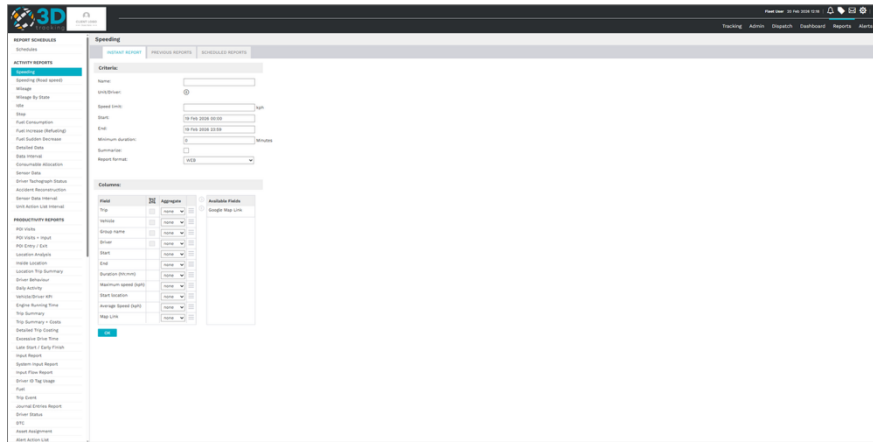 3D
tracking
FLEET USER
Fleet User 20 Feb 2026 12:16
Tracking Admin Dispatch Dashboard Reports Alerts
REPORT SCHEDULES
Schedules
ACTIVITY REPORTS
Speeding
Speeding (Road speed)
Mileage
Mileage By State
Idle
Stop
Fuel Consumption
Fuel Increase (Refueling)
Fuel Sudden Decrease
Detailed Data
Data Interval
Consumable Allocation
Sensor Data
Driver Tachograph Status
Accident Reconstruction
Sensor Data Interval
Unit Action List Interval
PRODUCTIVITY REPORTS
POI Visits
POI Visits + Input
POI Entry / Exit
Location Analysis
Inside Location
Location Trip Summary
Driver Behaviour
Daily Activity
Vehicle/Driver KPI
Engine Running Time
Trip Summary
Trip Summary + Costs
Detailed Trip Costing
Excessive Drive Time
Late Start / Early Finish
Input Report
System Input Report
Input Flow Report
Driver ID Tag Usage
Fuel
Trip Event
Journal Entries Report
Driver Status
DTC
Asset Assignment
Alert Action List
Speeding
INSTANT REPORT PREVIOUS REPORTS SCHEDULED REPORTS
Criteria:
Name:
Unit/Driver:
Speed limit: kph
Start: 19 Feb 2026 00:00
End: 19 Feb 2026 23:59
Minimum duration: 0 Minutes
Summarise:
Report format: WEB
Columns:
Field Aggregate Available Fields
Trip none Google Map Link
Vehicle none
Group name none
Driver none
Start none
End none
Duration (hh:mm) none
Maximum speed (kph) none
Start location none
Average Speed (kph) none
Map Link none
OK